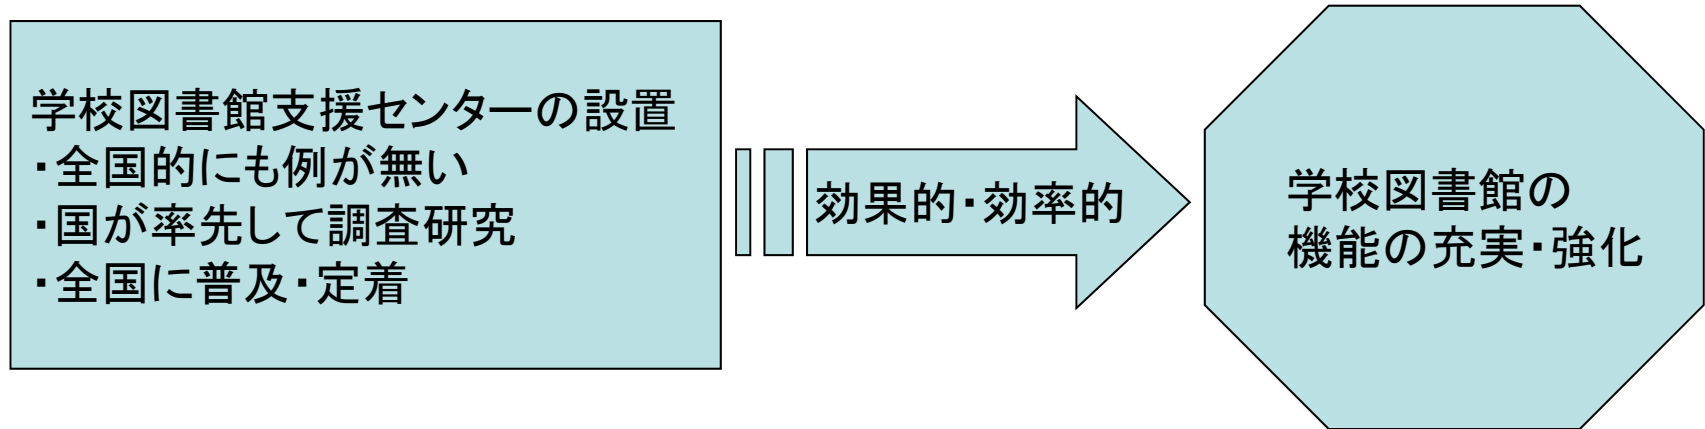 学校図書館支援センターの設置
・全国的にも例が無い
・国が率先して調査研究
・全国に普及・定着
効果的・効率的
学校図書館の
機能の充実・強化